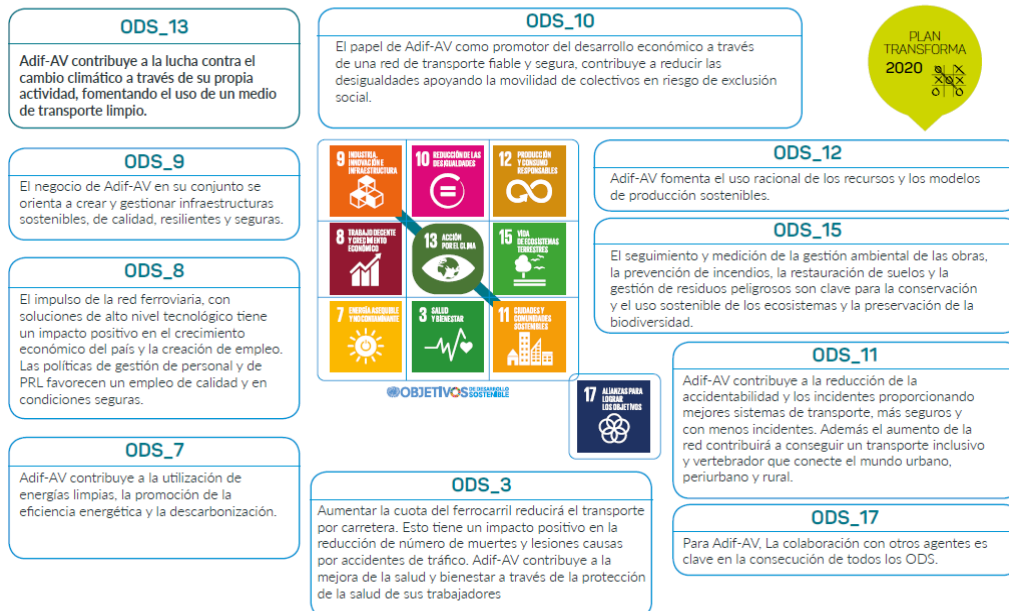 ODS_13
Adif-AV contribuye a la lucha contra el
cambio climático a través de su propia
actividad, fomentando el uso de un medio
de transporte limpio.
ODS_10
El papel de Adif-AV como promotor del desarrollo económico a través
de una red de transporte fiable y segura, contribuye a reducir las
desigualdades apoyando la movilidad de colectivos en riesgo de exclusión
social.
PLAN
TRANSFORMA
2020
ODS_9
El negocio de Adif-AV en su conjunto se
orienta a crear y gestionar infraestructuras
sostenibles, de calidad, resilientes y seguras.
ODS_8
El impulso de la red ferroviaria, con
soluciones de alto nivel tecnológico tiene
un impacto positivo en el crecimiento
económico del país y la creación de empleo.
Las políticas de gestión de personal y de
PRL favorecen un empleo de calidad y en
condiciones seguras.
ODS_7
Adif-AV contribuye a la utilización de
energías limpias, la promoción de la
eficiencia energética y la descarbonización.
9 INDUSTRIA,
INNOVACIÓN E
INFRAESTRUCTURA
10 REDUCCIÓN DE LAS
DESIGUALDADES
12 PRODUCCIÓN
Y CONSUMO
RESPONSABLES
8 TRABAJO DECENTE
Y CRECIMIENTO
ECONÓMICO
13 ACCIÓN
POR EL CLIMA
15 VIDA
DE ECOSISTEMAS
TERRESTRES
7 ENERGÍA ASEQUIBLE
Y NO CONTAMINANTE
3 SALUD
Y BIENESTAR
11 CIUDADES Y
COMUNIDADES
SOSTENIBLES
OBJETIVOS DE DESARROLLO
SOSTENIBLE
17 ALIANZAS PARA
LOGRAR
LOS OBJETIVOS
ODS_3
Aumentar la cuota del ferrocarril reducirá el transporte
por carretera. Esto tiene un impacto positivo en la
reducción de número de muertes y lesiones causas
por accidentes de tráfico. Adif-AV contribuye a la
mejora de la salud y bienestar a través de la protección
de la salud de sus trabajadores
ODS_12
Adif-AV fomenta el uso racional de los recursos y los modelos
de producción sostenibles.
ODS_15
El seguimiento y medición de la gestión ambiental de las obras,
la prevención de incendios, la restauración de suelos y la
gestión de residuos peligrosos son clave para la conservación
y el uso sostenible de los ecosistemas y la preservación de la
biodiversidad.
ODS_11
Adif-AV contribuye a la reducción de la
accidentabilidad y los incidentes proporcionando
mejores sistemas de transporte, más seguros y
con menos incidentes. Además el aumento de la
red contribuirá a conseguir un transporte inclusivo
y vertebrador que conecte el mundo urbano,
periurbano y rural.
ODS_17
Para Adif-AV, La colaboración con otros agentes es
clave en la consecución de todos los ODS.